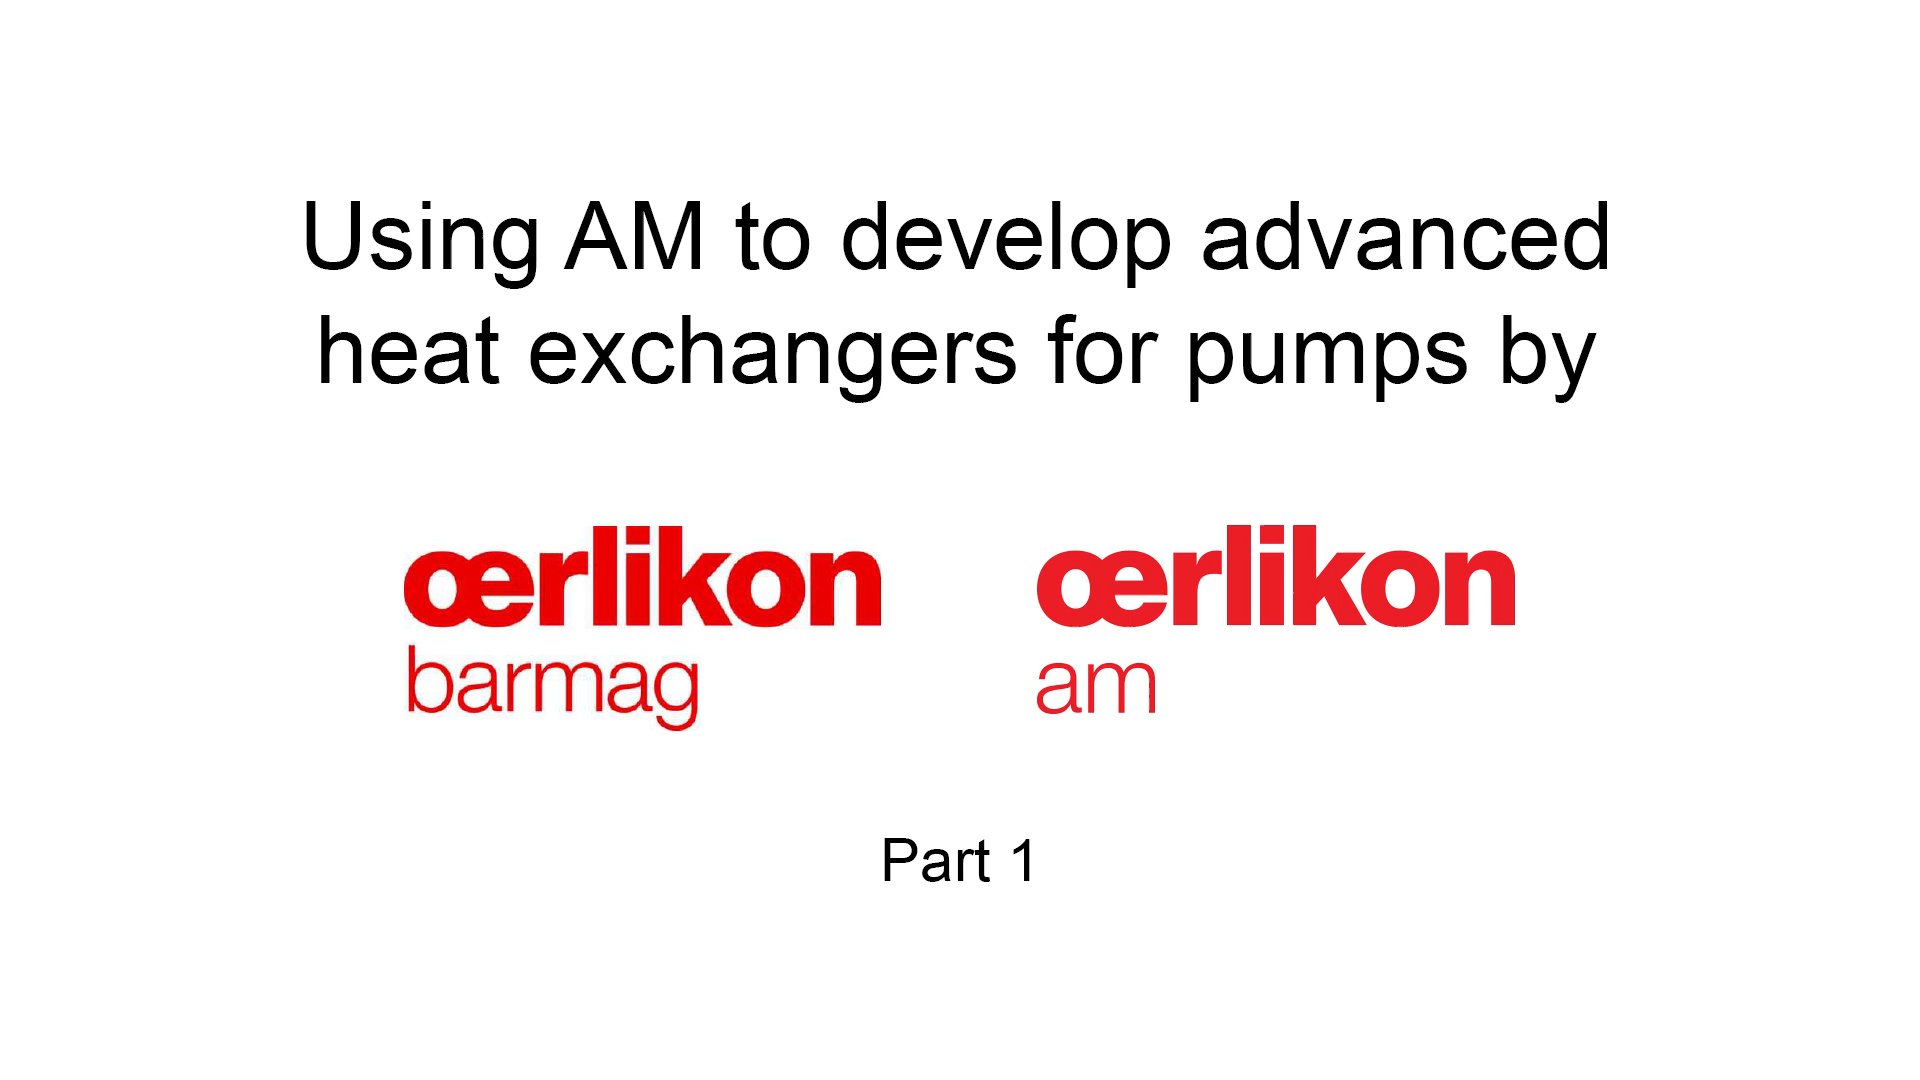 Using AM to develop advanced
heat exchangers for pumps by
œrlikon œrlikon
barmag am
Part 1